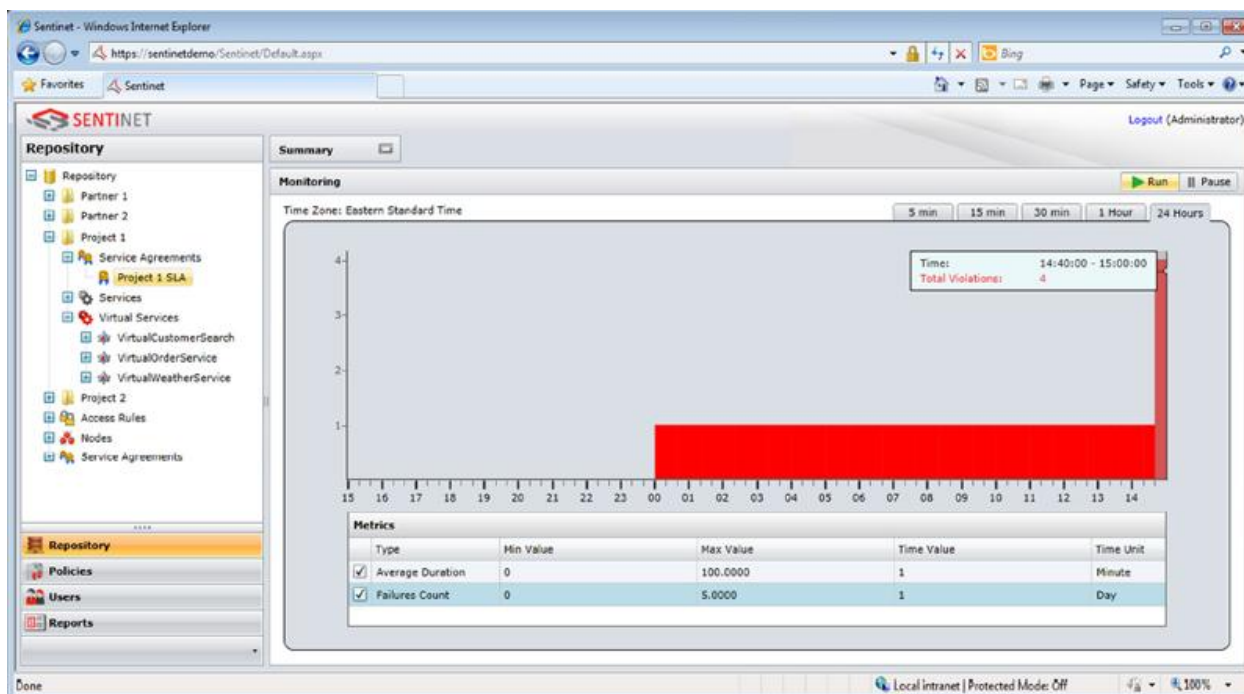 Sentinet - Windows Internet Explorer
https://sentinetdemo/Sentinet/Default.aspx
Bing
Favorites
Sentinet
Page
Safety
Tools
SENTINET
Logout (Administrator)
Repository
Summary
Repository
Partner 1
Partner 2
Project 1
Service Agreements
Project 1 SLA
Services
Virtual Services
VirtualCustomerSearch
VirtualOrderService
VirtualWeatherService
Project 2
Access Rules
Nodes
Service Agreements
Repository
Policies
Users
Reports
Monitoring
Run
Pause
Time Zone: Eastern Standard Time
5 min 15 min 30 min 1 Hour 24 Hours
Time: 14:40:00 - 15:00:00
Total Violations: 4
4
3
2
1
15 16 17 18 19 20 21 22 23 00 01 02 03 04 05 06 07 08 09 10 11 12 13 14
Metrics
Type Min Value Max Value Time Value Time Unit
Average Duration 0 100.0000 1 Minute
Failures Count 0 5.0000 1 Day
Done
Local intranet | Protected Mode: Off
100%